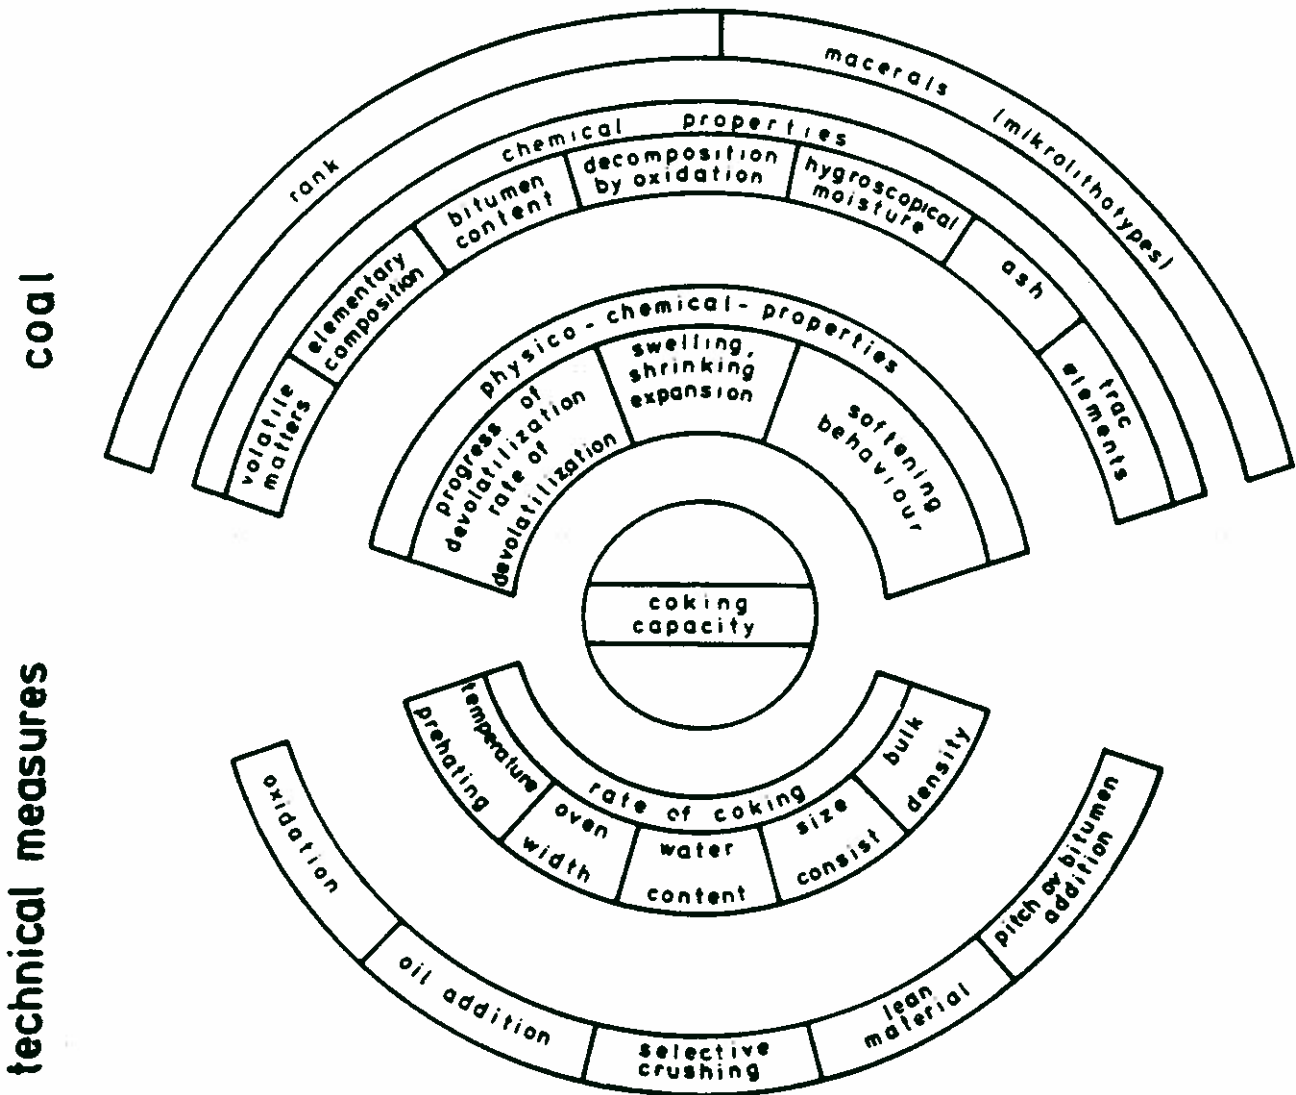 coal
rank
macerals (mikrolithotypes)
chemical properties
volatile
matters
elementary
composition
bitumen
content
decomposition
by oxidation
hygroscopical
moisture
ash
trac
elements
physico-chemical-properties
progress of
devolatilization
rate of
devolatilization
swelling,
shrinking
expansion
softening
behaviour
coking
capacity
technical measures
rate of coking
temperature
prehating
oven
width
water
content
size
consist
bulk
density
oxidation
oil addition
selective
crushing
lean
material
pitch ov bitumen
addition